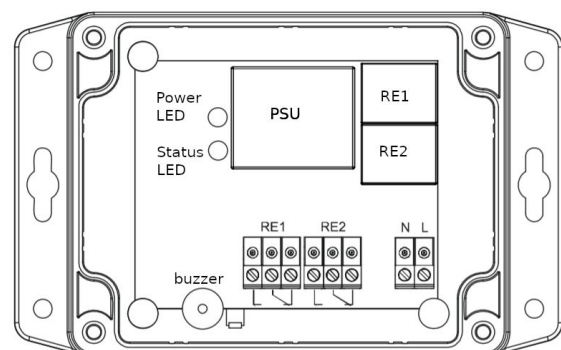 Power
LED
PSU
RE1
Status
LED
RE2
RE1 RE2 N L
buzzer